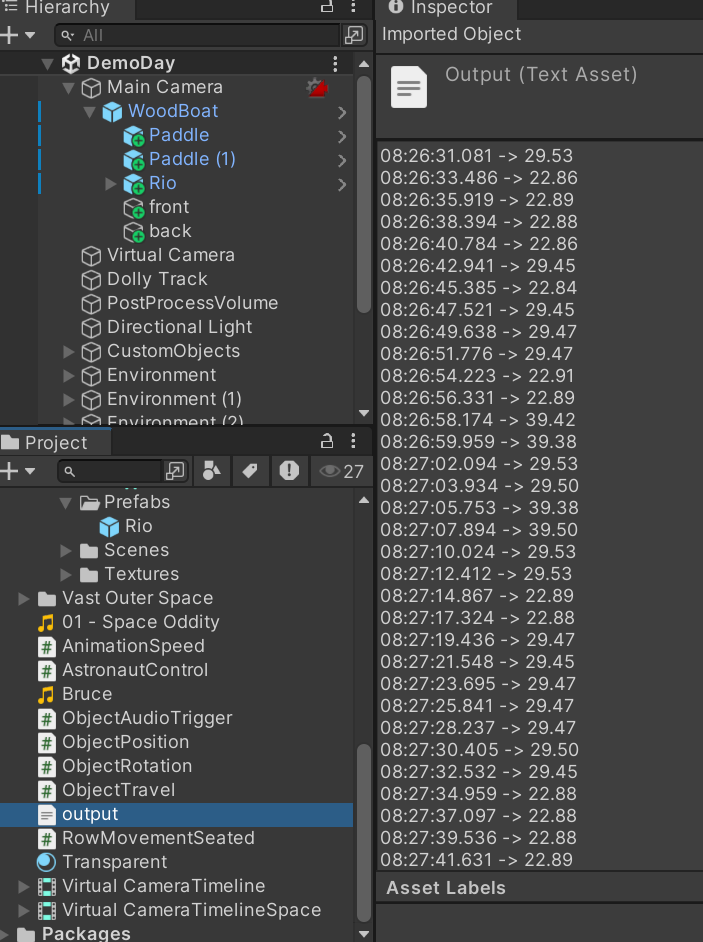 Hierarchy
All
DemoDay
Main Camera
WoodBoat
Paddle
Paddle (1)
Rio
front
back
Virtual Camera
Dolly Track
PostProcessVolume
Directional Light
CustomObjects
Environment
Environment (1)
Environment (2)
Project
27
Prefabs
Rio
Scenes
Textures
Vast Outer Space
01 - Space Oddity
AnimationSpeed
AstronautControl
Bruce
ObjectAudioTrigger
ObjectPosition
ObjectRotation
ObjectTravel
output
RowMovementSeated
Transparent
Virtual CameraTimeline
Virtual CameraTimelineSpace
Packages
Inspector
Imported Object
Output (Text Asset)
08:26:31.081 -> 29.53
08:26:33.486 -> 22.86
08:26:35.919 -> 22.89
08:26:38.394 -> 22.88
08:26:40.784 -> 22.86
08:26:42.941 -> 29.45
08:26:45.385 -> 22.84
08:26:47.521 -> 29.45
08:26:49.638 -> 29.47
08:26:51.776 -> 29.47
08:26:54.223 -> 22.91
08:26:56.331 -> 22.89
08:26:58.174 -> 39.42
08:26:59.959 -> 39.38
08:27:02.094 -> 29.53
08:27:03.934 -> 29.50
08:27:05.753 -> 39.38
08:27:07.894 -> 39.50
08:27:10.024 -> 29.53
08:27:12.412 -> 29.53
08:27:14.867 -> 22.89
08:27:17.324 -> 22.88
08:27:19.436 -> 29.47
08:27:21.548 -> 29.45
08:27:23.695 -> 29.47
08:27:25.841 -> 29.47
08:27:28.237 -> 29.47
08:27:30.405 -> 29.50
08:27:32.532 -> 29.45
08:27:34.959 -> 22.88
08:27:37.097 -> 22.88
08:27:39.536 -> 22.88
08:27:41.631 -> 22.89
Asset Labels